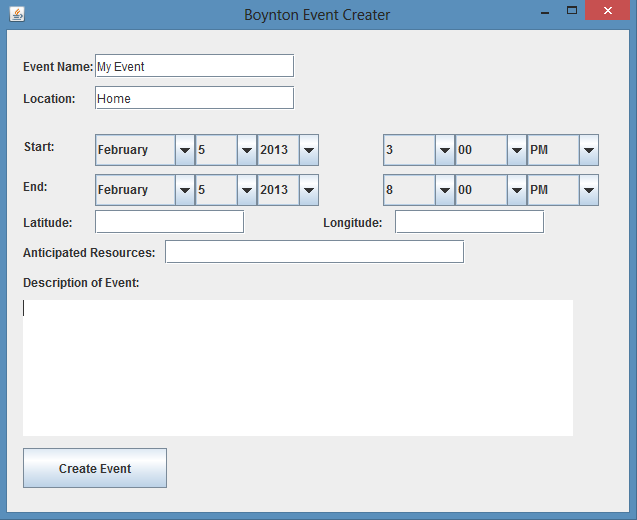 Boynton Event Creater
Event Name: My Event
Location: Home
Start: February 5 2013 3 00 PM
End: February 5 2013 8 00 PM
Latitude: Longitude:
Anticipated Resources:
Description of Event:
Create Event